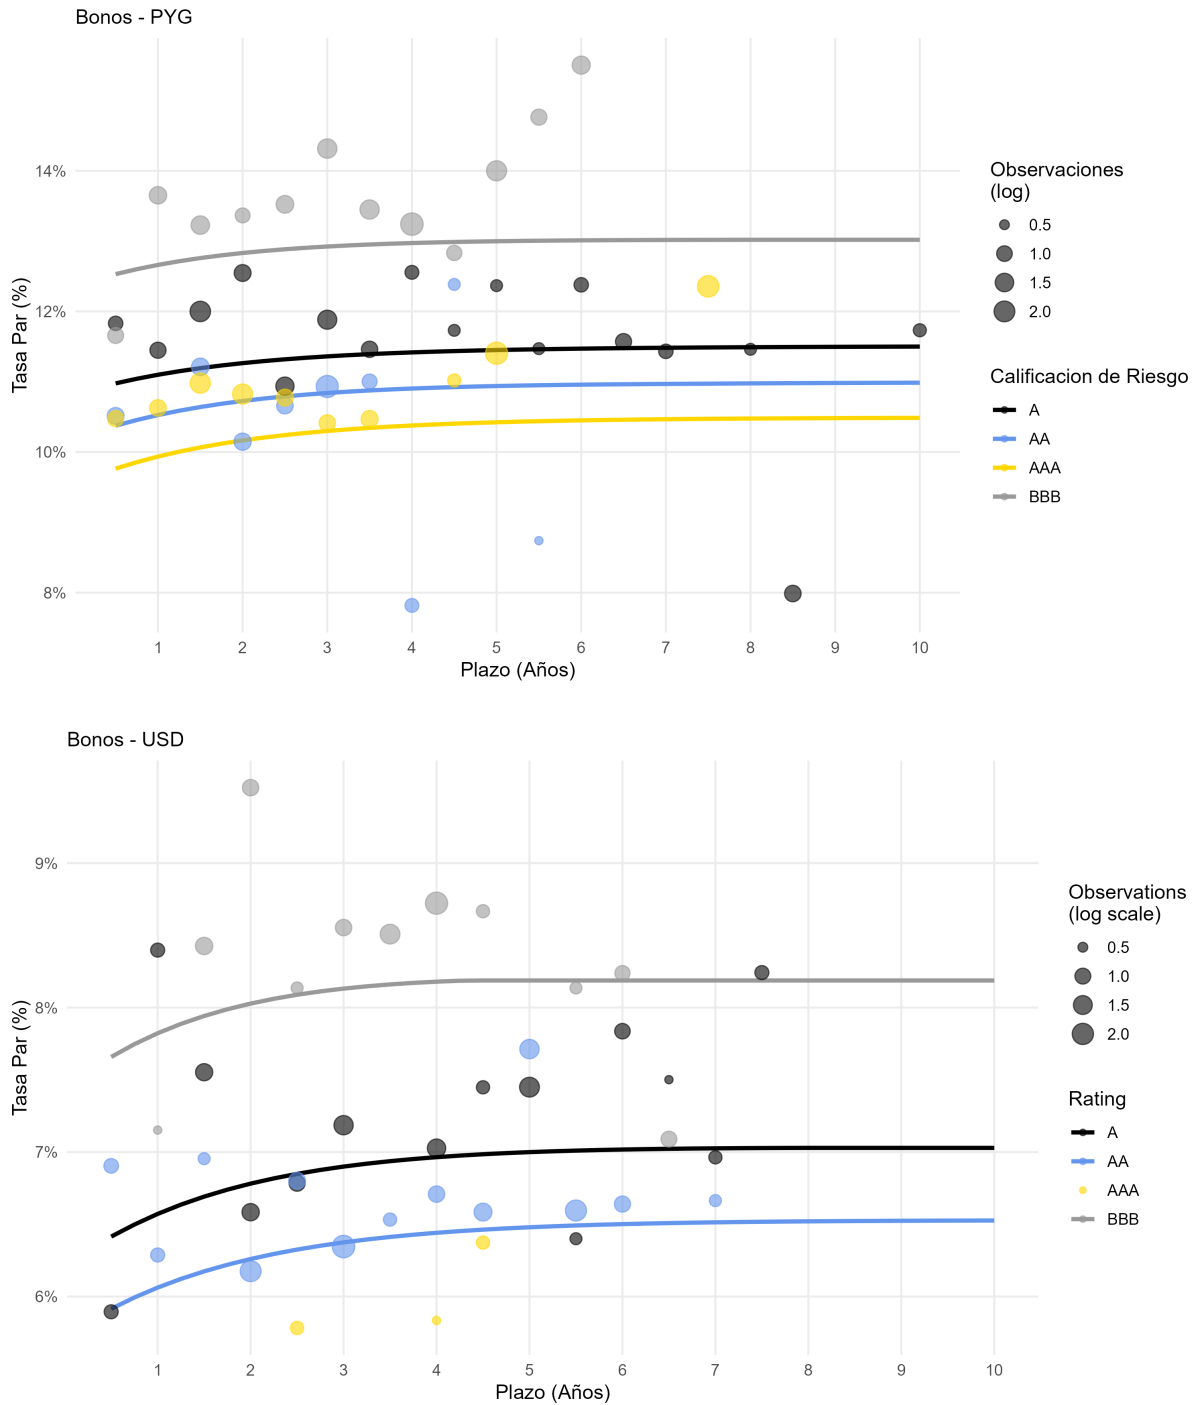 Bonos - PYG
14%
12%
10%
8%
Tasa Par (%)
1 2 3 4 5 6 7 8 9 10
Plazo (Años)
Observaciones
(log)
0.5
1.0
1.5
2.0
Calificacion de Riesgo
A
AA
AAA
BBB
Bonos - USD
9%
8%
7%
6%
Tasa Par (%)
1 2 3 4 5 6 7 8 9 10
Plazo (Años)
Observations
(log scale)
0.5
1.0
1.5
2.0
Rating
A
AA
AAA
BBB